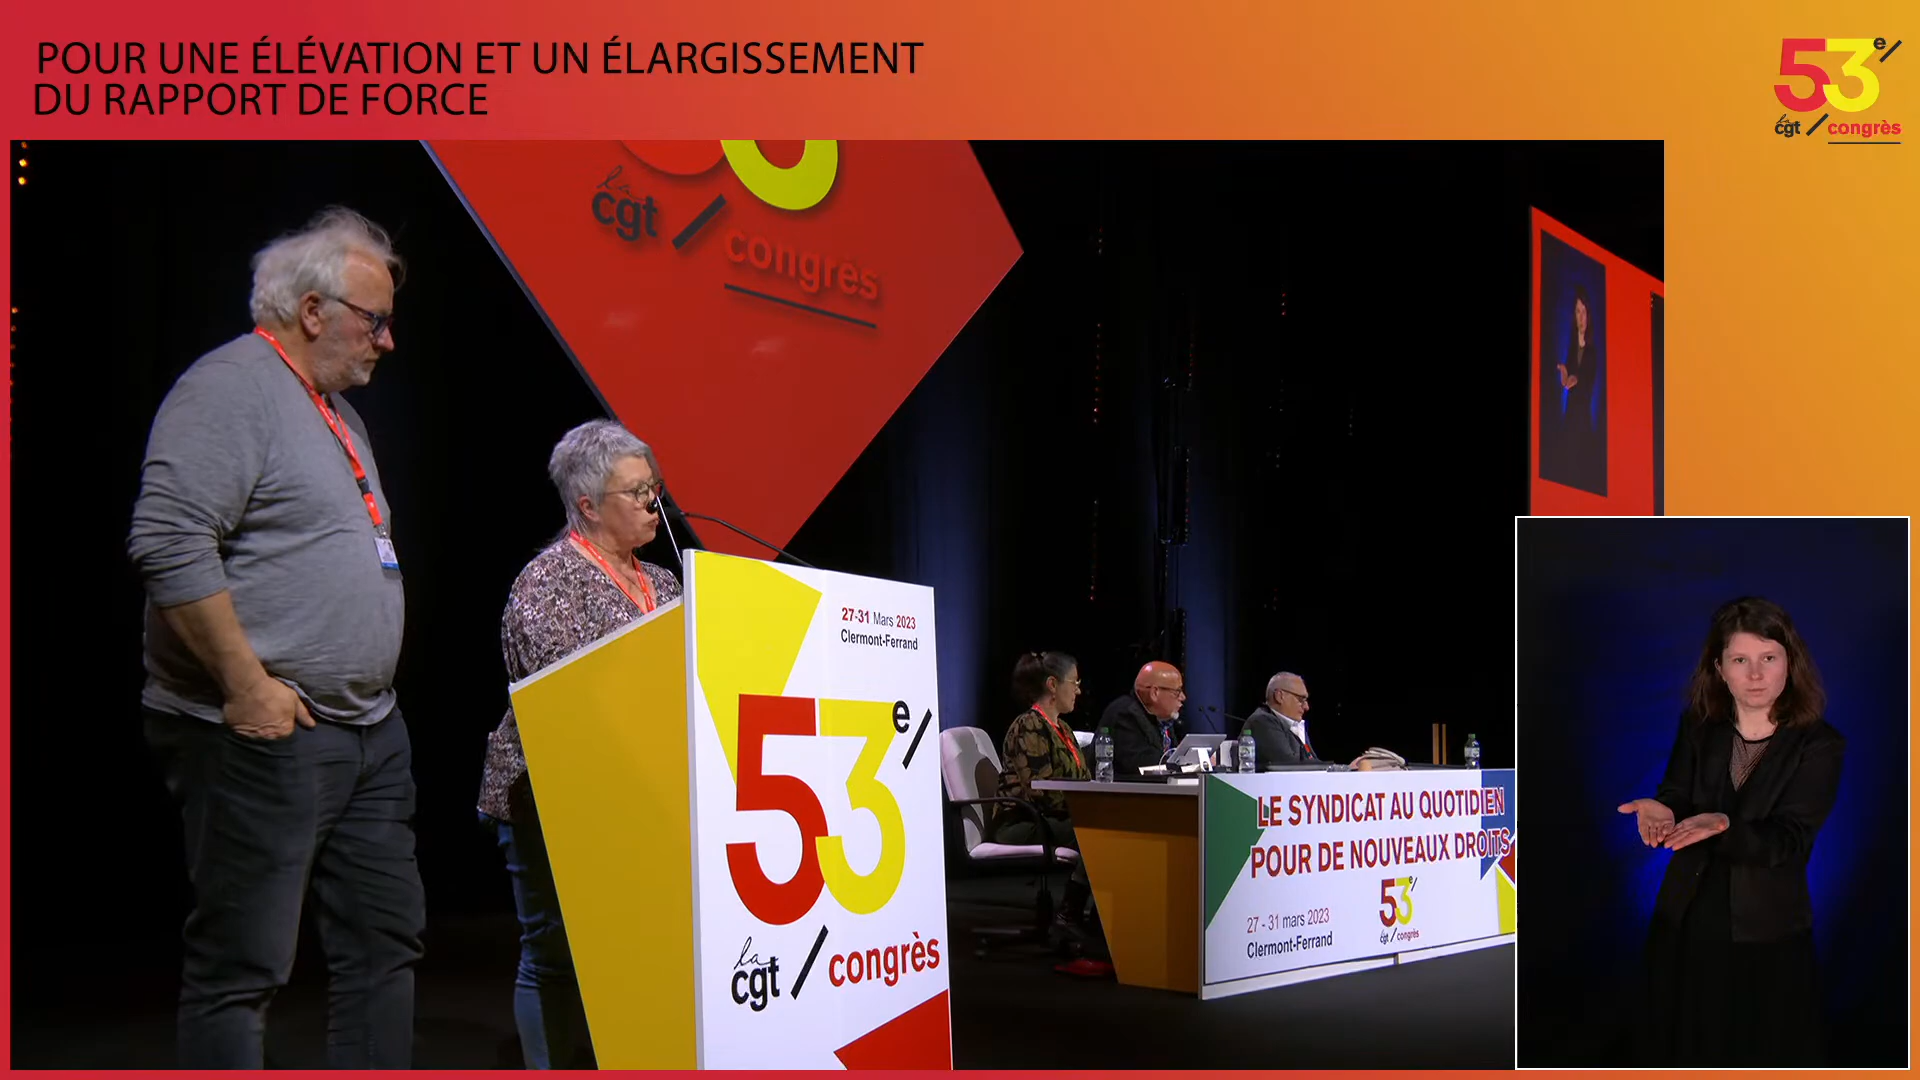 POUR UNE ÉLÉVATION ET UN ÉLARGISSEMENT
DU RAPPORT DE FORCE
53e/
la cgt / congrès
la cgt / congrès
27-31 Mars 2023
Clermont-Ferrand
53e/
la cgt / congrès
LE SYNDICAT AU QUOTIDIEN
POUR DE NOUVEAUX DROITS
27 - 31 mars 2023
Clermont-Ferrand
53e/
la cgt / congrès